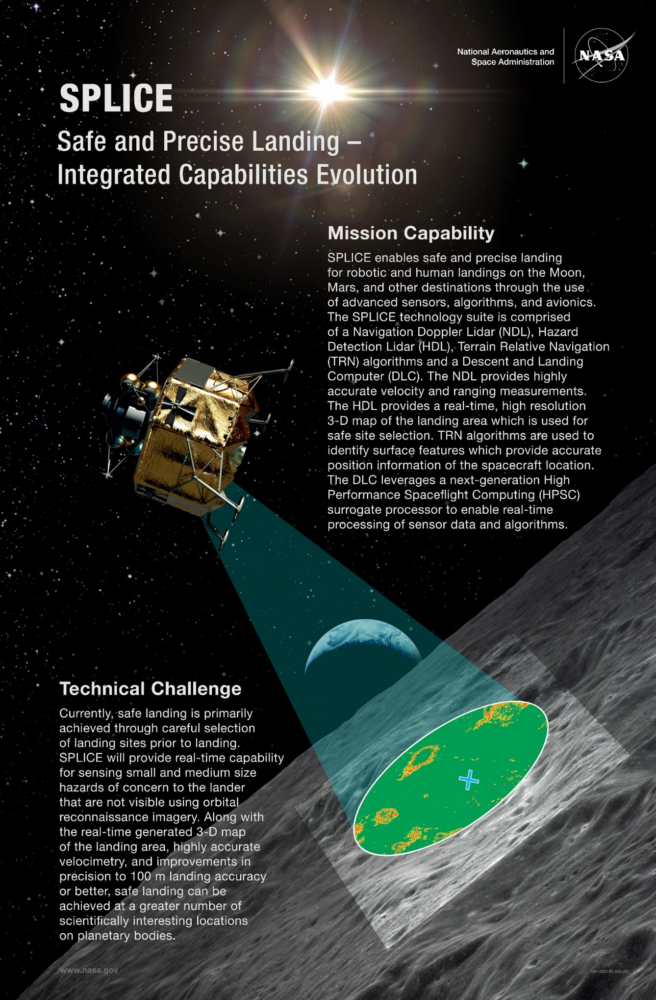 National Aeronautics and
Space Administration
NASA
SPLICE
Safe and Precise Landing –
Integrated Capabilities Evolution
Mission Capability
SPLICE enables safe and precise landing
for robotic and human landings on the Moon,
Mars, and other destinations through the use
of advanced sensors, algorithms, and avionics.
The SPLICE technology suite is comprised
of a Navigation Doppler Lidar (NDL), Hazard
Detection Lidar (HDL), Terrain Relative Navigation
(TRN) algorithms and a Descent and Landing
Computer (DLC). The NDL provides highly
accurate velocity and ranging measurements.
The HDL provides a real-time, high resolution
3-D map of the landing area which is used for
safe site selection. TRN algorithms are used to
identify surface features which provide accurate
position information of the spacecraft location.
The DLC leverages a next-generation High
Performance Spaceflight Computing (HPSC)
surrogate processor to enable real-time
processing of sensor data and algorithms.
Technical Challenge
Currently, safe landing is primarily
achieved through careful selection
of landing sites prior to landing.
SPLICE will provide real-time capability
for sensing small and medium size
hazards of concern to the lander
that are not visible using orbital
reconnaissance imagery. Along with
the real-time generated 3-D map
of the landing area, highly accurate
velocimetry, and improvements in
precision to 100 m landing accuracy
or better, safe landing can be
achieved at a greater number of
scientifically interesting locations
on planetary bodies.
www.nasa.gov
NW-2020-03-003-JSC